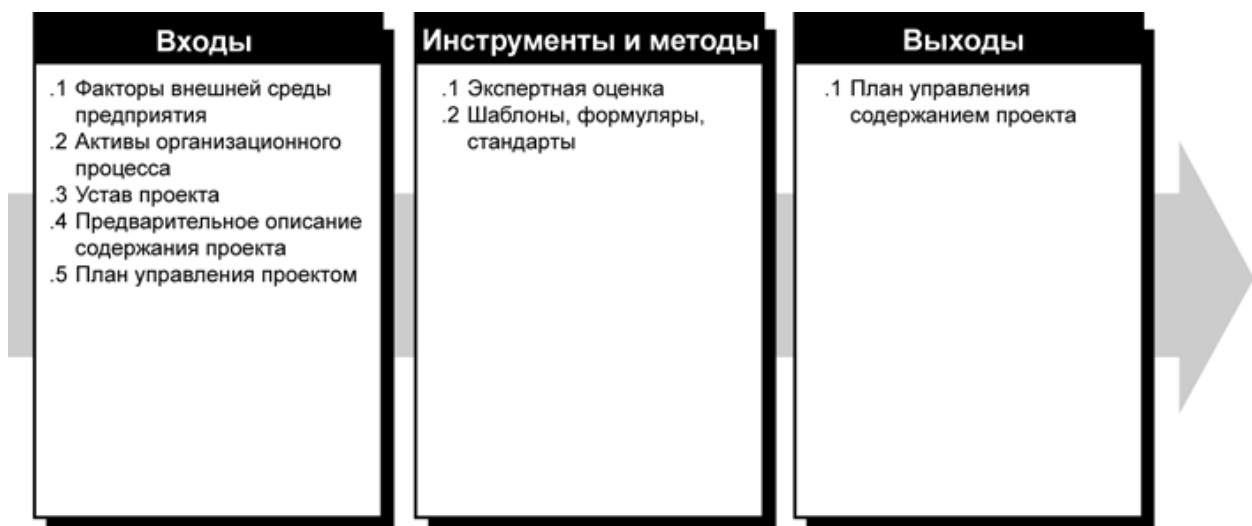 Входы
.1 Факторы внешней среды
предприятия
.2 Активы организационного
процесса
.3 Устав проекта
.4 Предварительное описание
содержания проекта
.5 План управления проектом
Инструменты и методы
.1 Экспертная оценка
.2 Шаблоны, формуляры,
стандарты
Выходы
.1 План управления
содержанием проекта